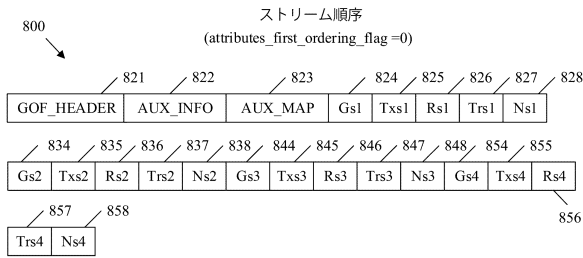 ストリーム順序
(attributes_first_ordering_flag =0)
800
821 822 823 824 825 826 827 828
GOF_HEADER AUX_INFO AUX_MAP Gs1 Txs1 Rs1 Trs1 Ns1
834 835 836 837 838 844 845 846 847 848 854 855
Gs2 Txs2 Rs2 Trs2 Ns2 Gs3 Txs3 Rs3 Trs3 Ns3 Gs4 Txs4 Rs4
856
857 858
Trs4 Ns4